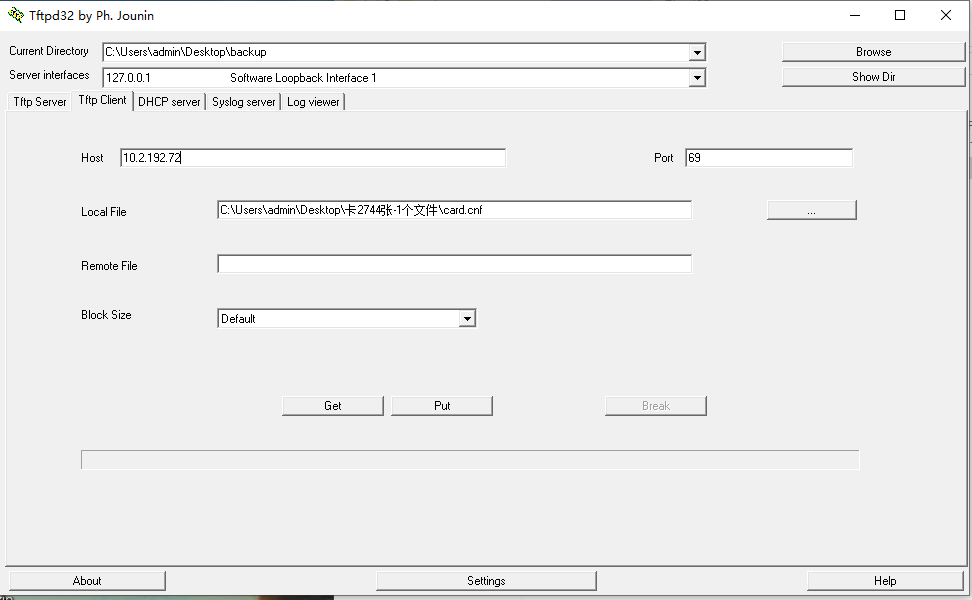 Tftpd32 by Ph. Jounin
Current Directory C:\Users\admin\Desktop\backup Browse
Server interfaces 127.0.0.1 Software Loopback Interface 1 Show Dir
Tftp Server Tftp Client DHCP server Syslog server Log viewer
Host 10.2.192.72 Port 69
Local File C:\Users\admin\Desktop\卡2744张-1个文件\card.cnf ...
Remote File
Block Size Default
Get Put Break
About Settings Help